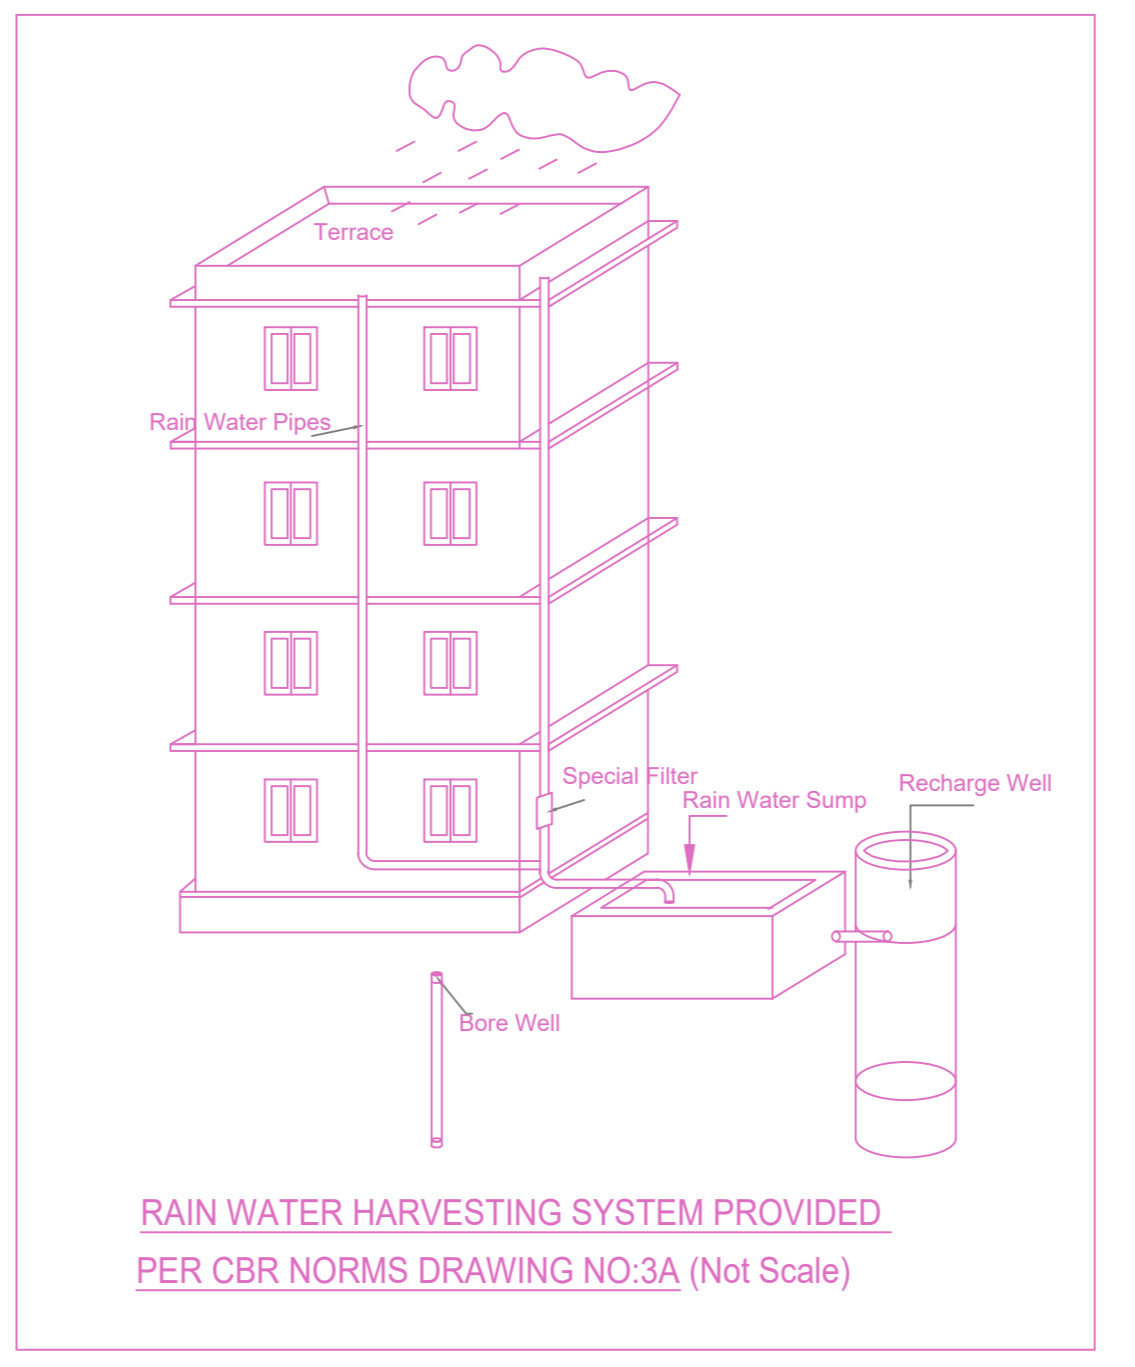 Terrace
Rain Water Pipes
Special Filter
Rain Water Sump
Recharge Well
Bore Well
RAIN WATER HARVESTING SYSTEM PROVIDED
PER CBR NORMS DRAWING NO:3A (Not Scale)